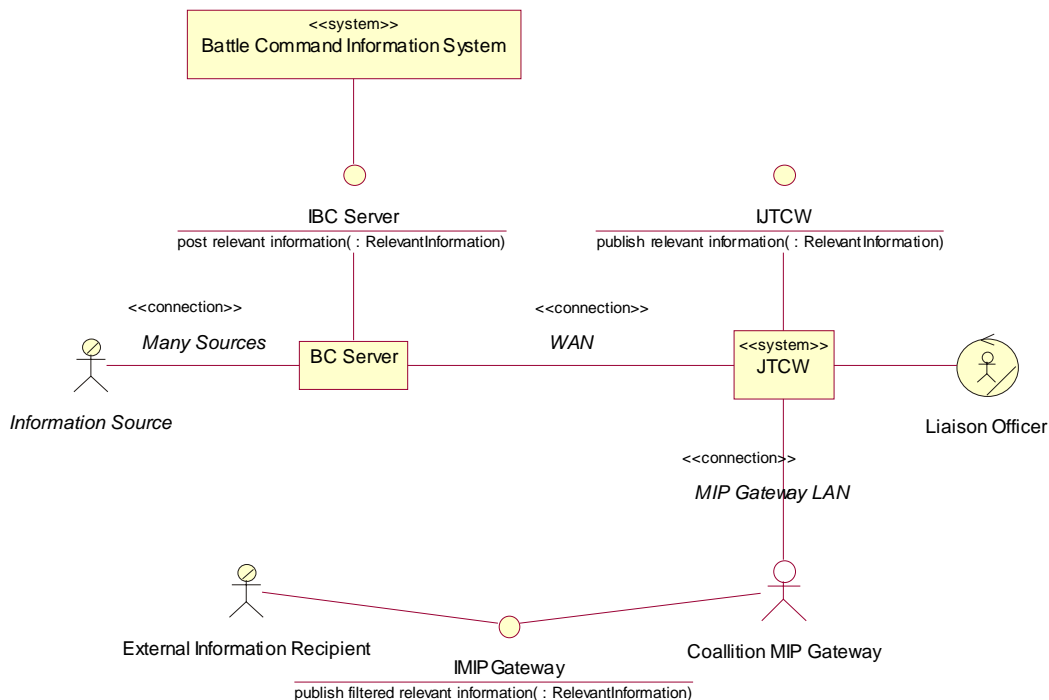 <<system>>
Battle Command Information System
IBC Server
post relevant information( : RelevantInformation)
IJTCW
publish relevant information( : RelevantInformation)
<<connection>>
Many Sources
<<connection>>
WAN
BC Server
<<system>>
JTCW
Information Source
Liaison Officer
<<connection>>
MIP Gateway LAN
External Information Recipient
Coallition MIP Gateway
IMIPGateway
publish filtered relevant information( : RelevantInformation)